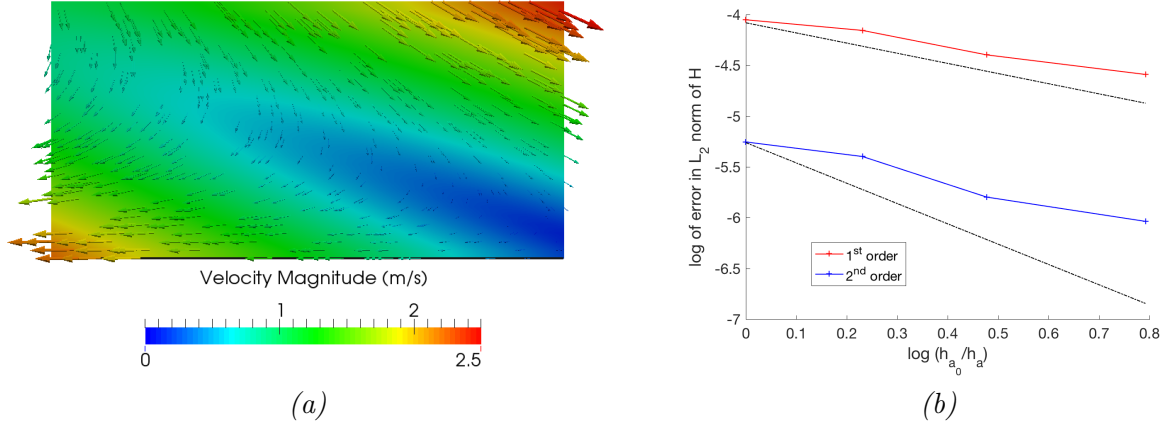 Velocity Magnitude (m/s)
1 2
0 2.5
(a)
-4
-4.5
-5
-5.5
-6
-6.5
-7
log of error in L2 norm of H
1st order
2nd order
0 0.1 0.2 0.3 0.4 0.5 0.6 0.7 0.8
log (ha0/ha)
(b)